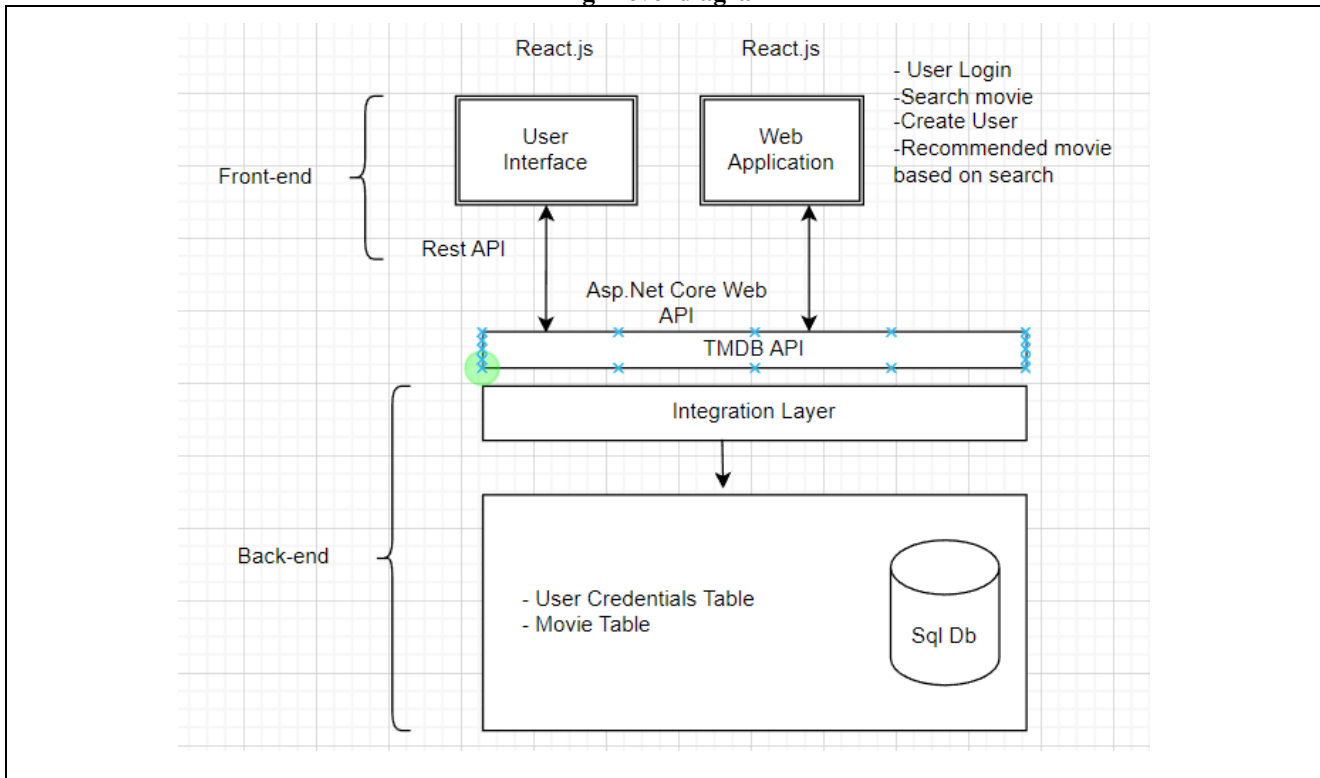 React.js
React.js
- User Login
-Search movie
-Create User
-Recommended movie
based on search
User
Interface
Web
Application
Front-end
Rest API
Asp.Net Core Web
API
TMDB API
Integration Layer
Back-end
- User Credentials Table
- Movie Table
Sql Db